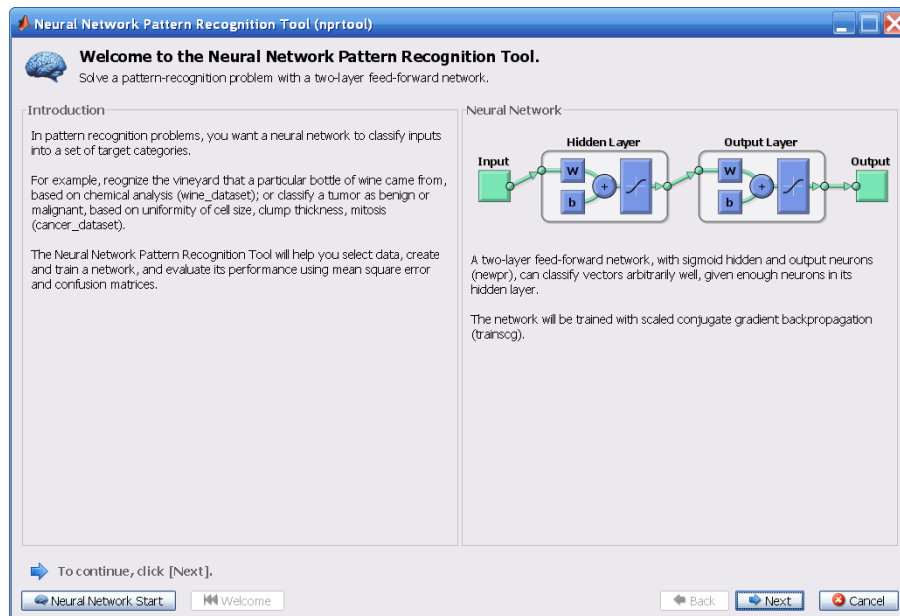 Neural Network Pattern Recognition Tool (nprtool)
Welcome to the Neural Network Pattern Recognition Tool.
Solve a pattern-recognition problem with a two-layer feed-forward network.
Introduction
In pattern recognition problems, you want a neural network to classify inputs
into a set of target categories.
For example, reognize the vineyard that a particular bottle of wine came from,
based on chemical analysis (wine_dataset); or classify a tumor as benign or
malignant, based on uniformity of cell size, clump thickness, mitosis
(cancer_dataset).
The Neural Network Pattern Recognition Tool will help you select data, create
and train a network, and evaluate its performance using mean square error
and confusion matrices.
Neural Network
Hidden Layer
Output Layer
Input
Output
W
b
+
W
b
+
A two-layer feed-forward network, with sigmoid hidden and output neurons
(newpr), can classify vectors arbitrarily well, given enough neurons in its
hidden layer.
The network will be trained with scaled conjugate gradient backpropagation
(trainscg).
To continue, click [Next].
Neural Network Start
Welcome
Back
Next
Cancel